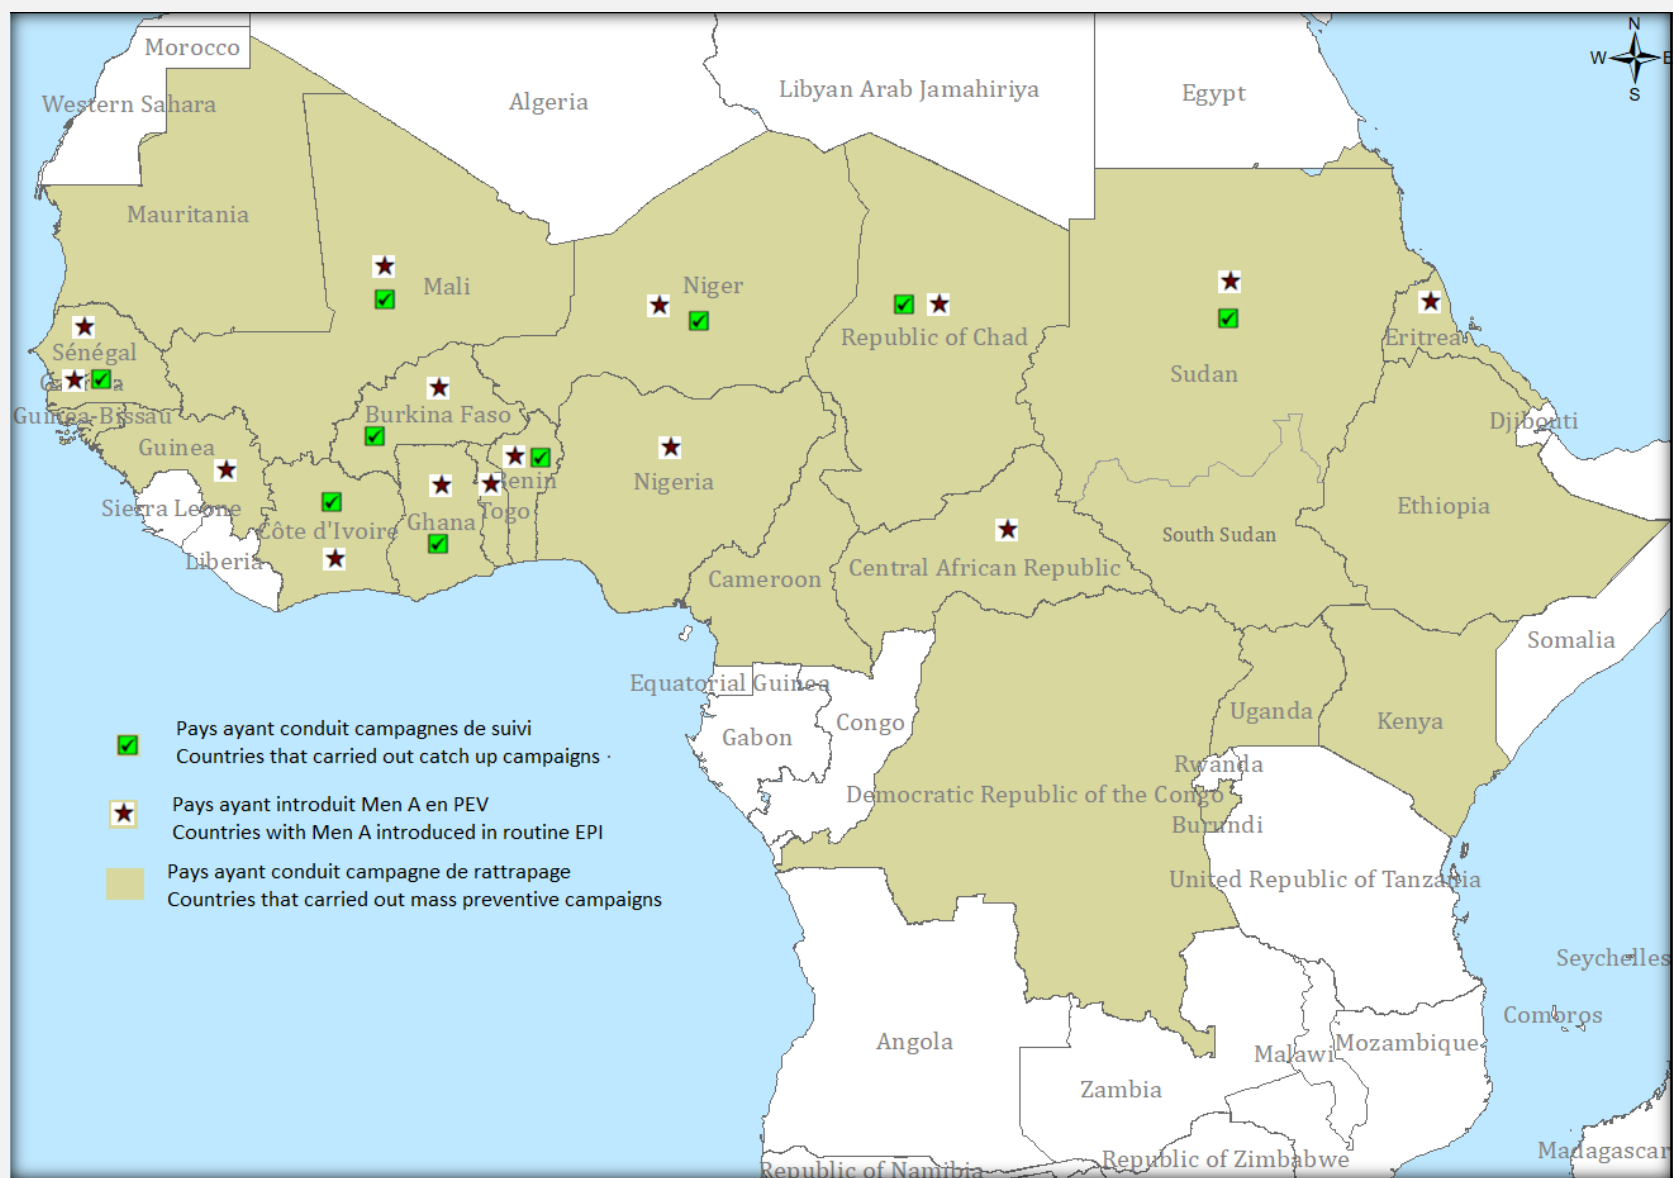 N
W E
S
Morocco
Western Sahara
Algeria
Libyan Arab Jamahiriya
Egypt
Mauritania
Mali
Niger
Republic of Chad
Sudan
Eritrea
Sénégal
Guinea-Bissau
Guinea
Burkina Faso
Benin
Nigeria
Djibouti
Ethiopia
Sierra Leone
Côte d'Ivoire
Ghana
Togo
South Sudan
Liberia
Cameroon
Central African Republic
Somalia
Equatorial Guinea
Congo
Gabon
Uganda
Kenya
Rwanda
Democratic Republic of the Congo
Burundi
United Republic of Tanzania
Pays ayant conduit campagnes de suivi
Countries that carried out catch up campaigns
Pays ayant introduit Men A en PEV
Countries with Men A introduced in routine EPI
Pays ayant conduit campagne de rattrapage
Countries that carried out mass preventive campaigns
Seychelles
Comoros
Angola
Malawi
Mozambique
Zambia
Madagascar
Republic of Zimbabwe
Republic of Namibia